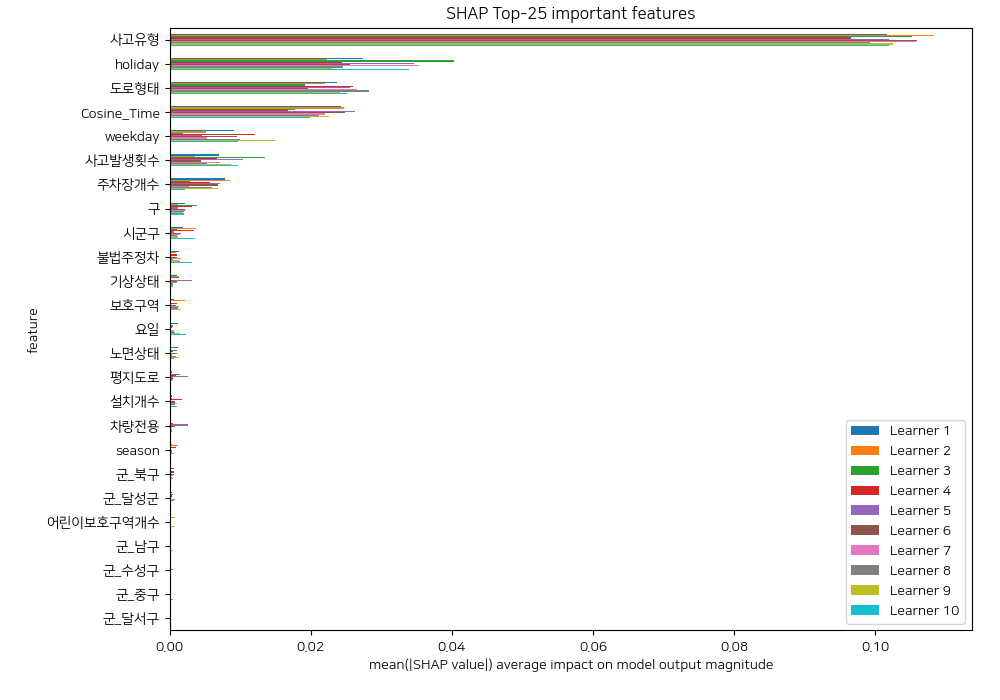 SHAP Top-25 important features
사고유형
holiday
도로형태
Cosine_Time
weekday
사고발생횟수
주차장개수
구
시군구
불법주정차
기상상태
보호구역
요일
노면상태
평지도로
설치개수
차량전용
season
군_북구
군_달성군
어린이보호구역개수
군_남구
군_수성구
군_중구
군_달서구
feature
0.00 0.02 0.04 0.06 0.08 0.10
mean(|SHAP value|) average impact on model output magnitude
Learner 1
Learner 2
Learner 3
Learner 4
Learner 5
Learner 6
Learner 7
Learner 8
Learner 9
Learner 10